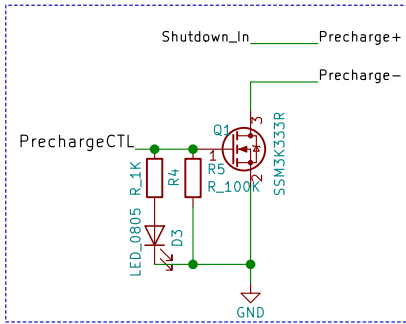 Shutdown_In Precharge+
Precharge-
Q1
3
PrechargeCTL
1
2
SSM3K333R
R_1K
R4
R5
R_100K
LED_0805
D3
GND